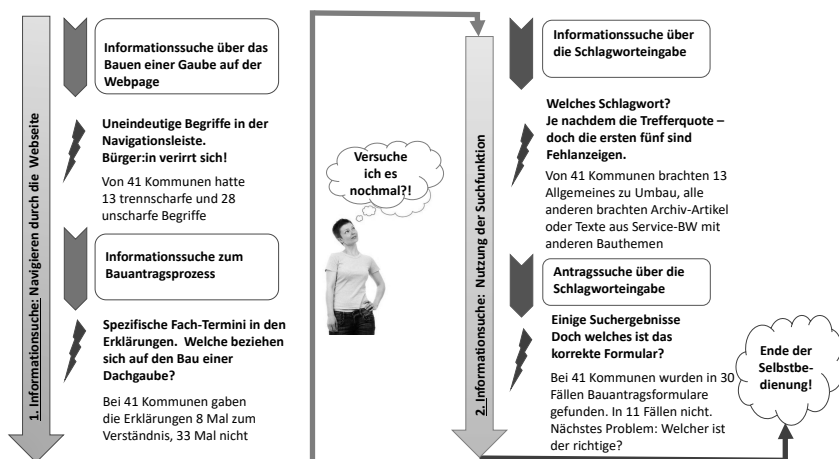 1. Informationsuche: Navigieren durch die Webseite
Informationssuche über das
Bauen einer Gaube auf der
Webpage
Uneindeutige Begriffe in der
Navigationsleiste.
Bürger:in verirrt sich!
Von 41 Kommunen hatte
13 trennscharfe und 28
unscharfe Begriffe
Informationssuche zum
Bauantragsprozess
Spezifische Fach-Termini in den
Erklärungen. Welche beziehen
sich auf den Bau einer
Dachgaube?
Bei 41 Kommunen gaben
die Erklärungen 8 Mal zum
Verständnis, 33 Mal nicht
Versuche
ich es
nochmal?!
2. Informationsuche: Nutzung der Suchfunktion
Informationssuche über
die Schlagworteingabe
Welches Schlagwort?
Je nachdem die Trefferquote –
doch die ersten fünf sind
Fehlanzeigen.
Von 41 Kommunen brachten 13
Allgemeines zu Umbau, alle
anderen brachten Archiv-Artikel
oder Texte aus Service-BW mit
anderen Bauthemen
Antragssuche über die
Schlagworteingabe
Einige Suchergebnisse
Doch welches ist das
korrekte Formular?
Bei 41 Kommunen wurden in 30
Fällen Bauantragsformulare
gefunden. In 11 Fällen nicht.
Nächstes Problem: Welcher ist
der richtige?
Ende der
Selbstbe-
dienung!